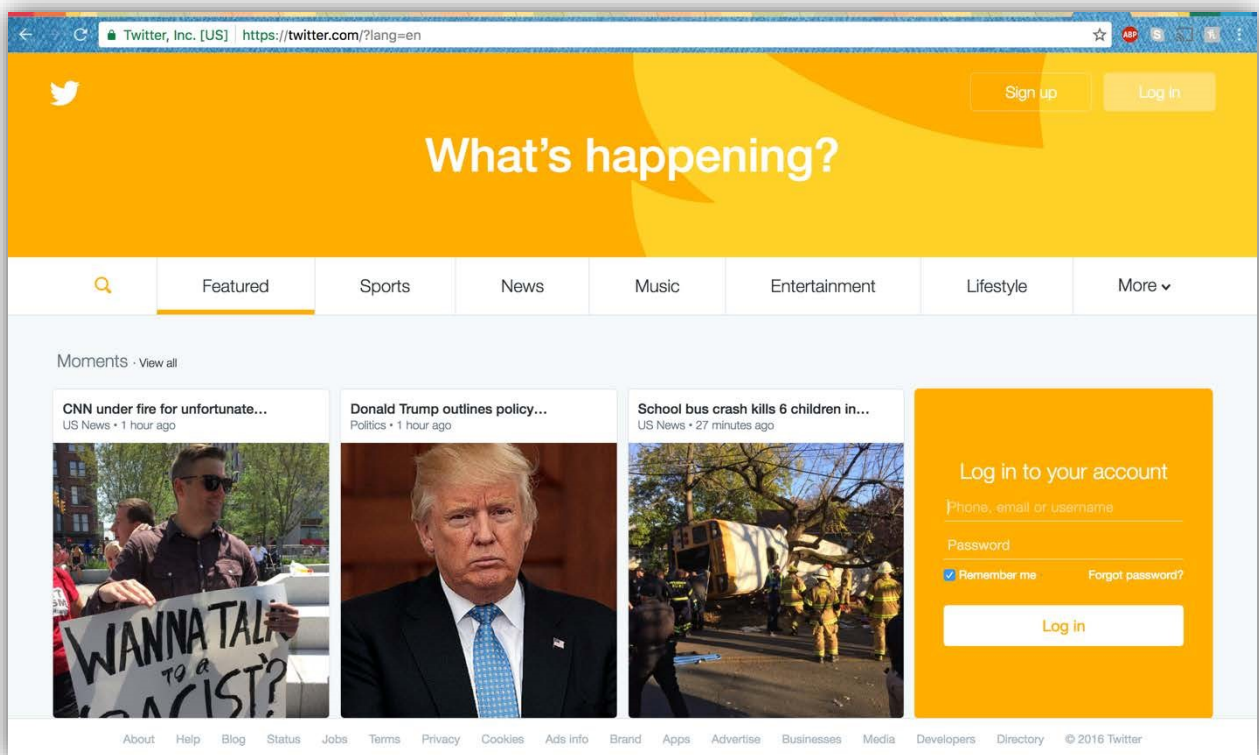 Twitter, Inc. [US] https://twitter.com/?lang=en
ABP S
Sign up Log in
What's happening?
Featured Sports News Music Entertainment Lifestyle More
Moments · View all
CNN under fire for unfortunate...
US News • 1 hour ago
WANNA TALK
TO A
RACIST?
Donald Trump outlines policy...
Politics • 1 hour ago
School bus crash kills 6 children in...
US News • 27 minutes ago
Log in to your account
Phone, email or username
Password
Remember me Forgot password?
Log in
About Help Blog Status Jobs Terms Privacy Cookies Ads info Brand Apps Advertise Businesses Media Developers Directory © 2016 Twitter